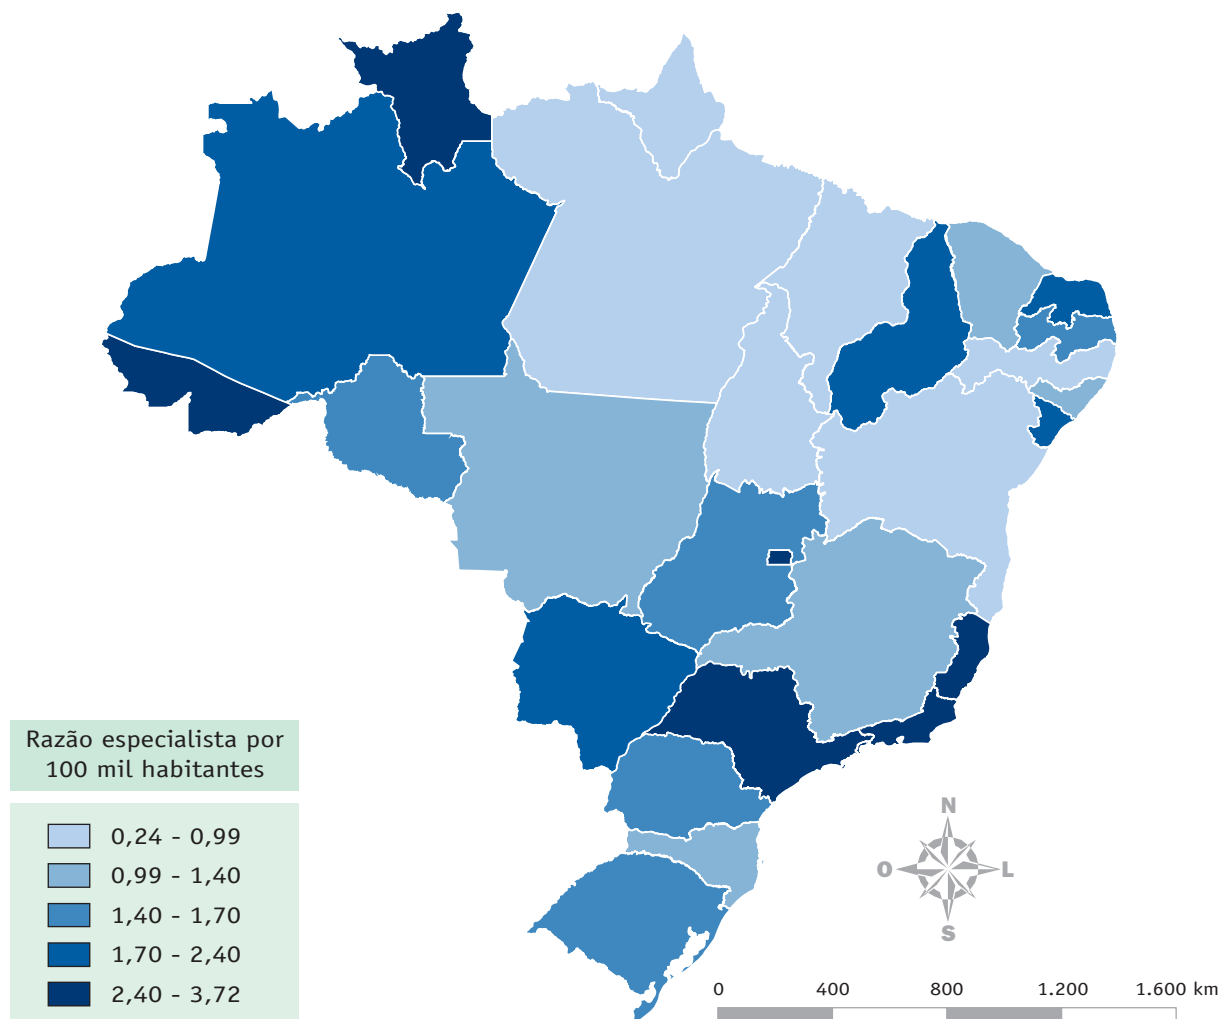 Razão especialista por
100 mil habitantes
0,24 - 0,99
0,99 - 1,40
1,40 - 1,70
1,70 - 2,40
2,40 - 3,72
N
O
L
S
0 400 800 1.200 1.600 km